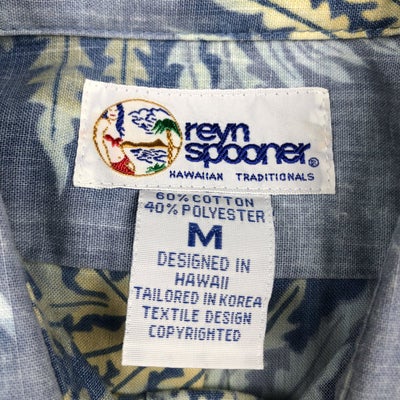 reyn
spooner®
HAWAIIAN TRADITIONALS
60% COTTON
40% POLYESTER
M
DESIGNED IN
HAWAII
TAILORED IN KOREA
TEXTILE DESIGN
COPYRIGHTED